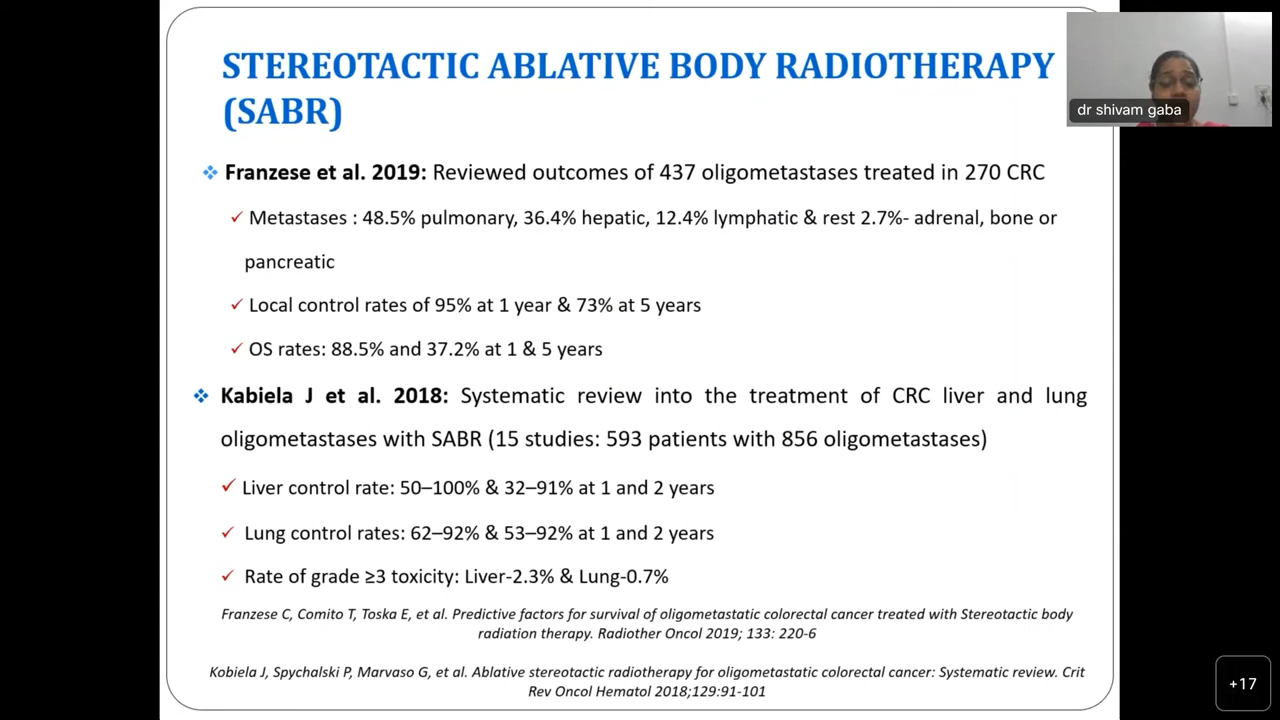 STEREOTACTIC ABLATIVE BODY RADIOTHERAPY
(SABR)
dr shivam gaba
❖ Franzese et al. 2019: Reviewed outcomes of 437 oligometastases treated in 270 CRC
✓ Metastases : 48.5% pulmonary, 36.4% hepatic, 12.4% lymphatic & rest 2.7%- adrenal, bone or
pancreatic
✓ Local control rates of 95% at 1 year & 73% at 5 years
✓ OS rates: 88.5% and 37.2% at 1 & 5 years
❖ Kabiela J et al. 2018: Systematic review into the treatment of CRC liver and lung
oligometastases with SABR (15 studies: 593 patients with 856 oligometastases)
✓ Liver control rate: 50–100% & 32–91% at 1 and 2 years
✓ Lung control rates: 62–92% & 53–92% at 1 and 2 years
✓ Rate of grade ≥3 toxicity: Liver-2.3% & Lung-0.7%
Franzese C, Comito T, Toska E, et al. Predictive factors for survival of oligometastatic colorectal cancer treated with Stereotactic body
radiation therapy. Radiother Oncol 2019; 133: 220-6
Kobiela J, Spychalski P, Marvaso G, et al. Ablative stereotactic radiotherapy for oligometastatic colorectal cancer: Systematic review. Crit
Rev Oncol Hematol 2018;129:91-101
+17